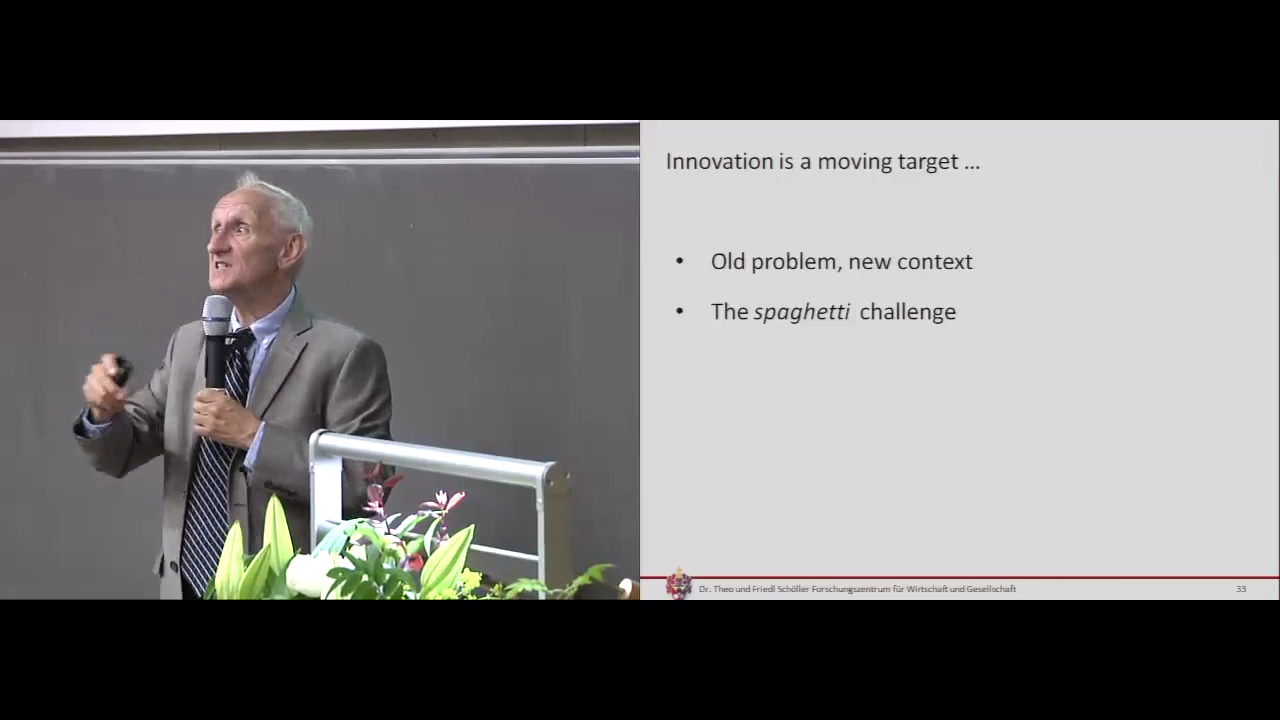 Innovation is a moving target ...
• Old problem, new context
• The spaghetti challenge
Dr. Theo und Friedl Schöller Forschungszentrum für Wirtschaft und Gesellschaft
33